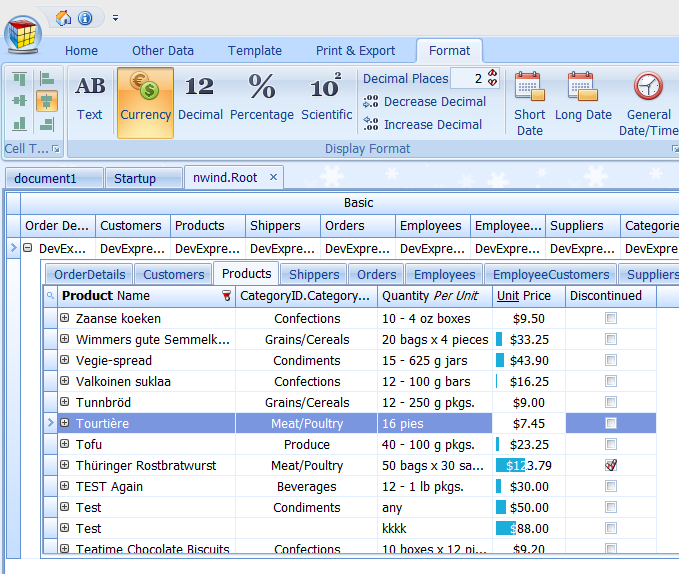 Home Other Data Template Print & Export Format
AB 12 % 10² Decimal Places 2
Text Currency Decimal Percentage Scientific Decrease Decimal Short Date Long Date General Date/Time
Increase Decimal
Cell T... Display Format
document1 Startup nwind.Root
Basic
Order De... Customers Products Shippers Orders Employees Employee... Suppliers Categorie
DevEx... DevExpre... DevExpre... DevExpre... DevExpre... DevExpre... DevExpre... DevExpre... DevExpre
OrderDetails Customers Products Shippers Orders Employees EmployeeCustomers Suppliers
Product Name CategoryID.Category... Quantity Per Unit Unit Price Discontinued
Zaanse koeken Confections 10 - 4 oz boxes $9.50
Wimmers gute Semmelk... Grains/Cereals 20 bags x 4 pieces $33.25
Vegie-spread Condiments 15 - 625 g jars $43.90
Valkoinen suklaa Confections 12 - 100 g bars $16.25
Tunnbröd Grains/Cereals 12 - 250 g pkgs. $9.00
Tourtière Meat/Poultry 16 pies $7.45
Tofu Produce 40 - 100 g pkgs. $23.25
Thüringer Rostbratwurst Meat/Poultry 50 bags x 30 sa... $123.79
TEST Again Beverages 12 - 1 lb pkgs. $30.00
Test Condiments any $50.00
Test kkkk $88.00
Teatime Chocolate Biscuits Confections 10 boxes x 12 pi... $9.20